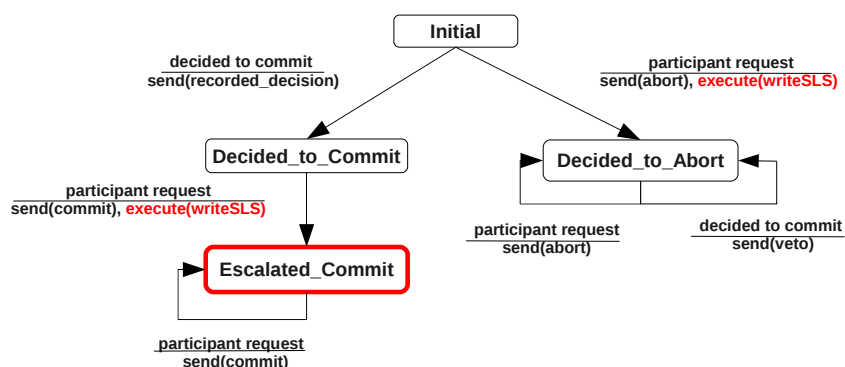 Initial
decided to commit
send(recorded_decision)
participant request
send(abort), execute(writeSLS)
Decided_to_Commit
Decided_to_Abort
participant request
send(commit), execute(writeSLS)
participant request
send(abort)
decided to commit
send(veto)
Escalated_Commit
participant request
send(commit)